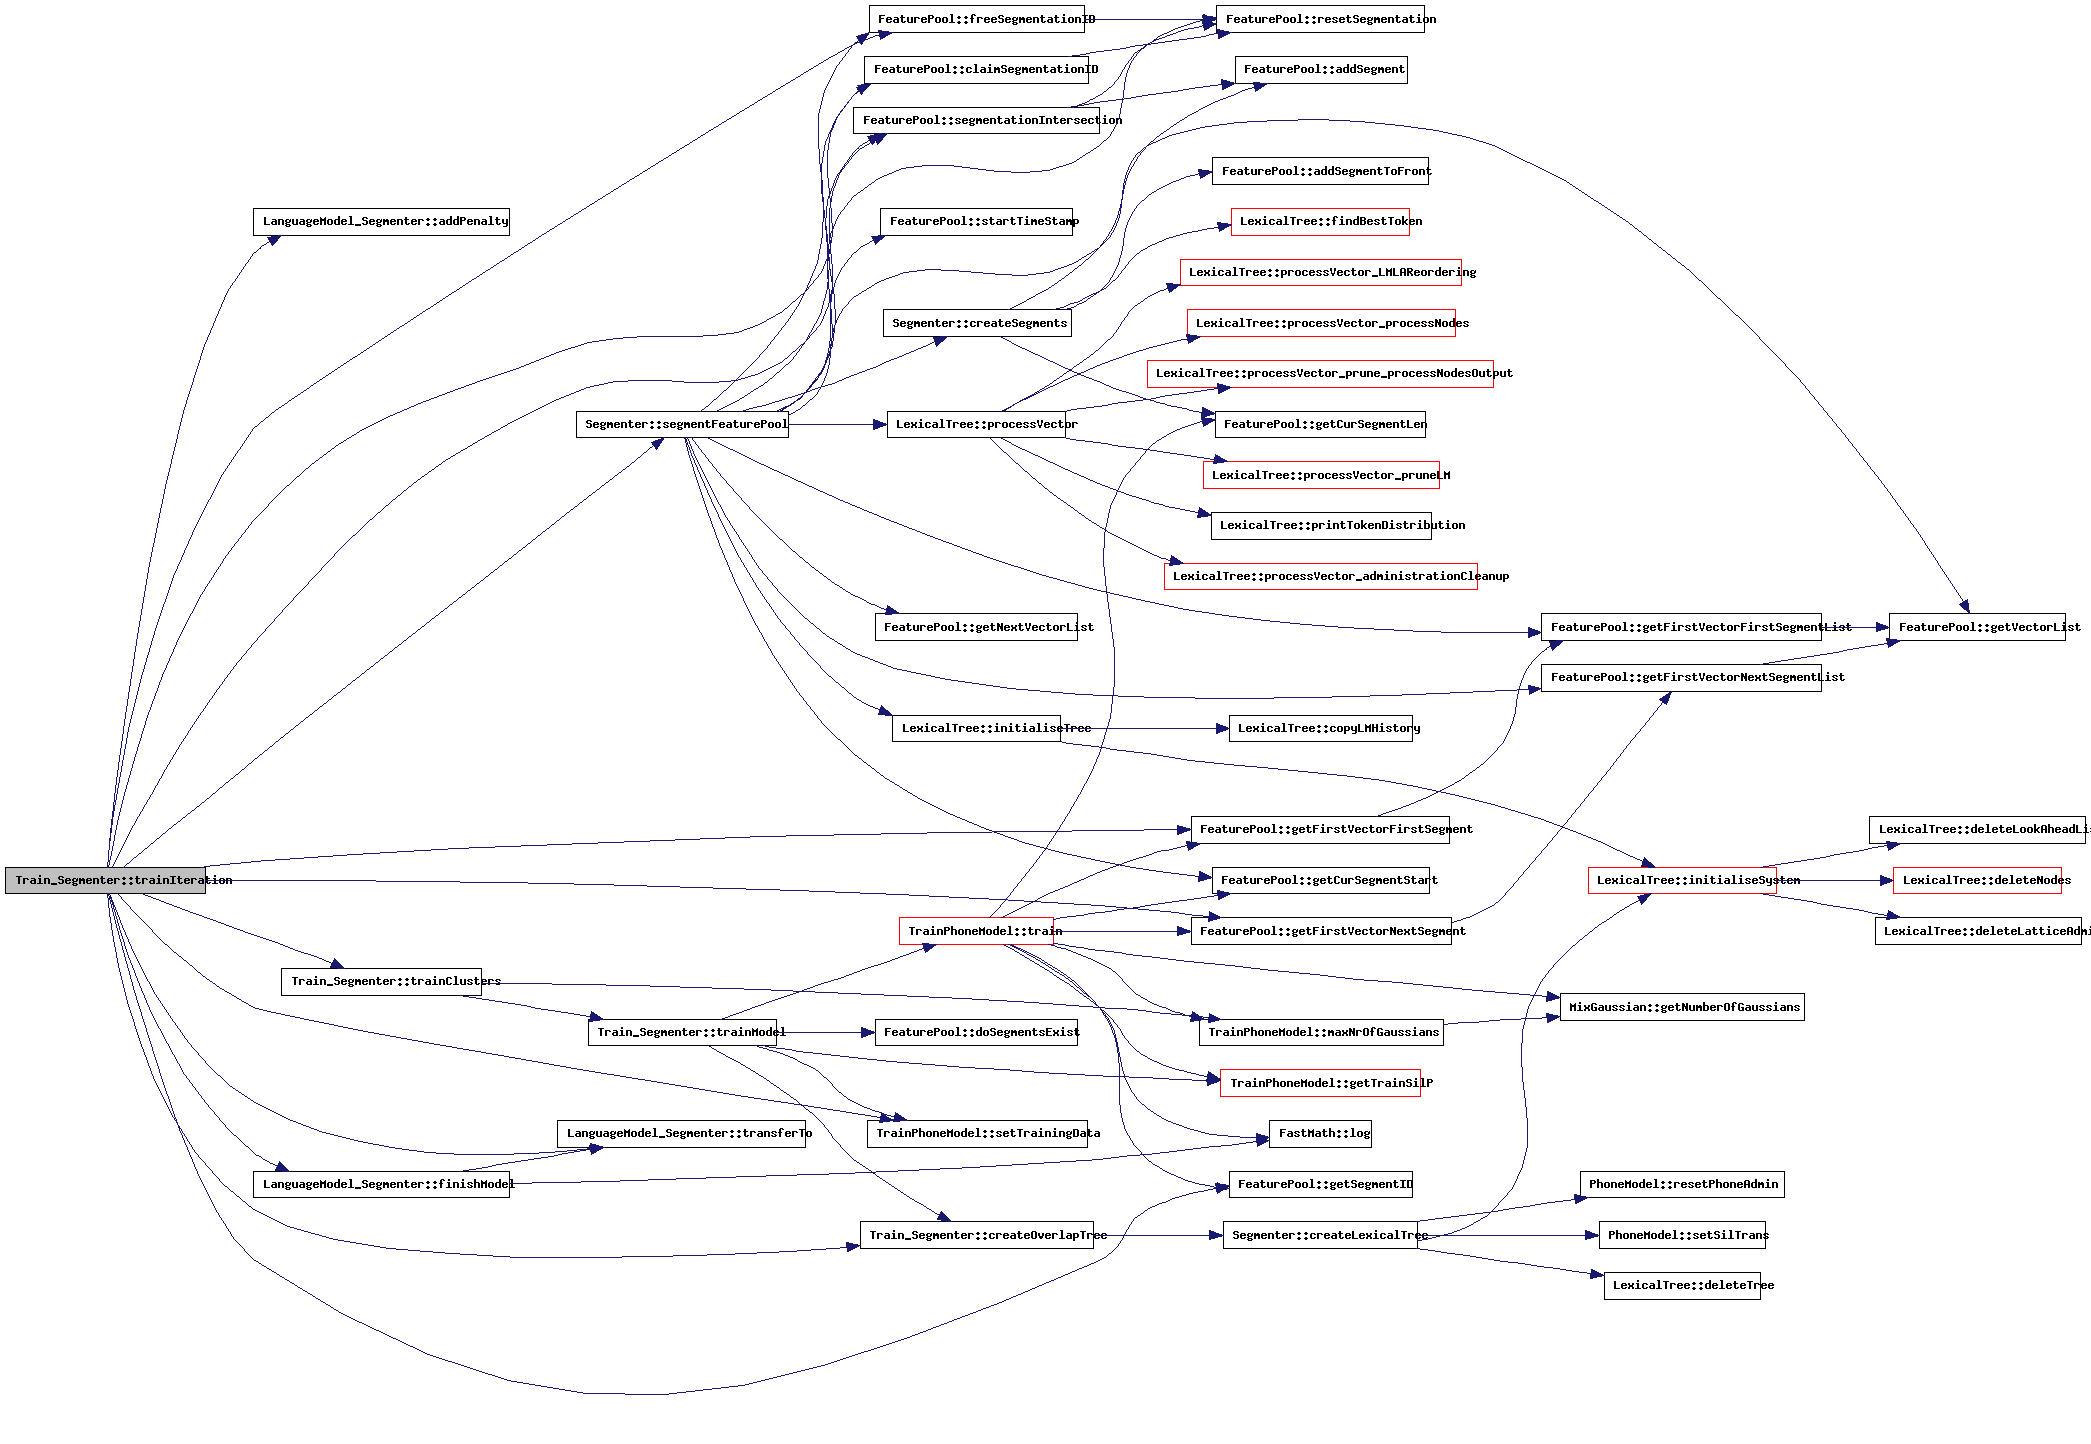 FeaturePool::freeSegmentationID
FeaturePool::resetSegmentation
FeaturePool::claimSegmentationID
FeaturePool::addSegment
FeaturePool::segmentationIntersection
FeaturePool::addSegmentToFront
LanguageModel_Segmenter::addPenalty
FeaturePool::startTimeStamp
LexicalTree::findBestToken
LexicalTree::processVector_LMLAReordering
Segmenter::createSegments
LexicalTree::processVector_processNodes
LexicalTree::processVector_prune_processNodesOutput
Segmenter::segmentFeaturePool
LexicalTree::processVector
FeaturePool::getCurSegmentLen
LexicalTree::processVector_pruneLM
LexicalTree::printTokenDistribution
LexicalTree::processVector_administrationCleanup
FeaturePool::getNextVectorList
FeaturePool::getFirstVectorFirstSegmentList
FeaturePool::getVectorList
FeaturePool::getFirstVectorNextSegmentList
LexicalTree::initialiseTree
LexicalTree::copyLMHistory
FeaturePool::getFirstVectorFirstSegment
LexicalTree::deleteLookAheadLi
Train_Segmenter::trainIteration
FeaturePool::getCurSegmentStart
LexicalTree::initialiseSystem
LexicalTree::deleteNodes
TrainPhoneModel::train
FeaturePool::getFirstVectorNextSegment
LexicalTree::deleteLatticeAdmi
Train_Segmenter::trainClusters
MixGaussian::getNumberOfGaussians
Train_Segmenter::trainModel
FeaturePool::doSegmentsExist
TrainPhoneModel::maxNrOfGaussians
TrainPhoneModel::getTrainSilP
LanguageModel_Segmenter::transferTo
TrainPhoneModel::setTrainingData
FastMath::log
LanguageModel_Segmenter::finishModel
FeaturePool::getSegmentID
PhoneModel::resetPhoneAdmin
Train_Segmenter::createOverlapTree
Segmenter::createLexicalTree
PhoneModel::setSilTrans
LexicalTree::deleteTree